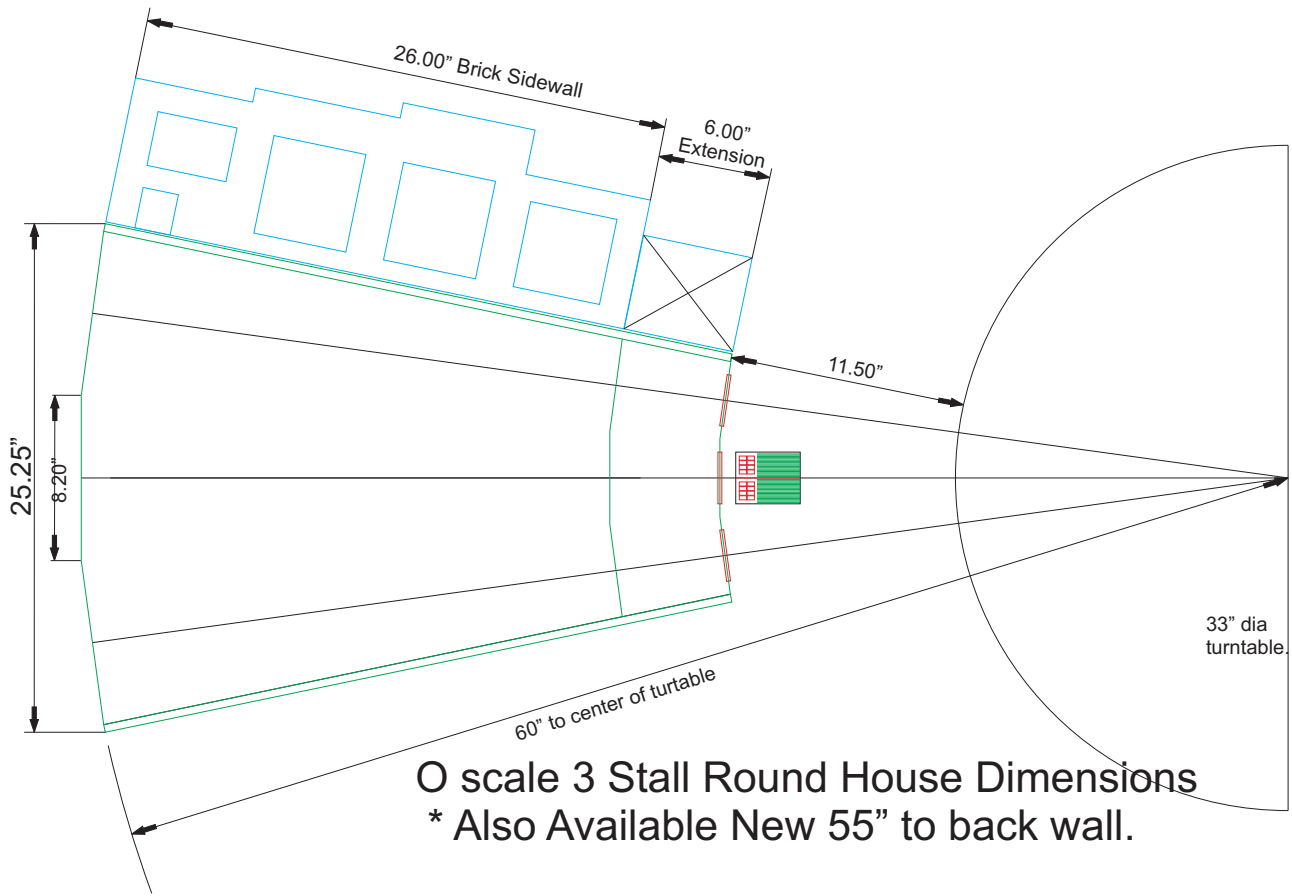 26.00” Brick Sidewall
6.00”
Extension
11.50”
25.25”
8.20”
33” dia
turntable.
60” to center of turtable
O scale 3 Stall Round House Dimensions
* Also Available New 55” to back wall.